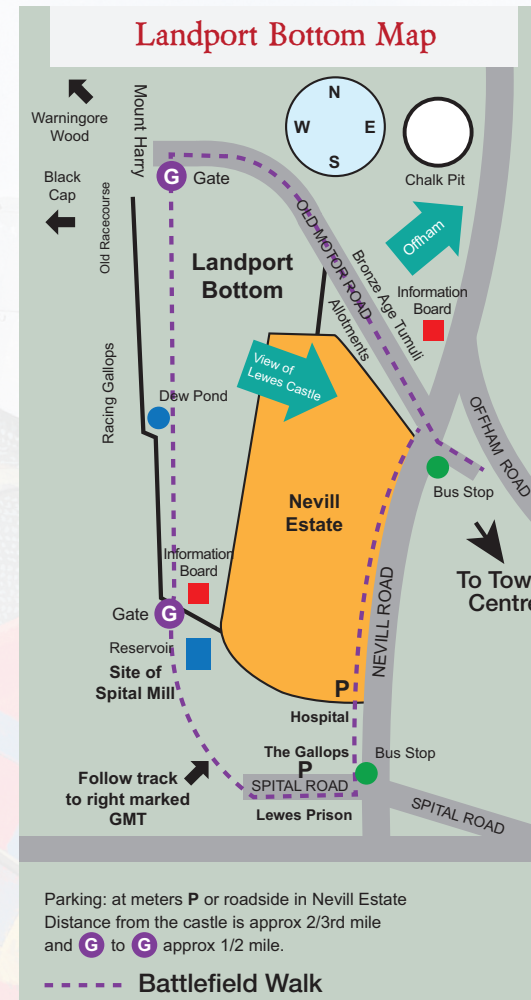 Landport Bottom Map
Warningore
Wood
Black
Cap
Mount Harry
Old Racecourse
N
W
E
S
Chalk Pit
G
Gate
Offham
Landport
Bottom
OLD MOTOR ROAD
Bronze Age Tumuli
Allotments
Information
Board
View of
Lewes Castle
Racing Gallops
Dew Pond
OFFHAM ROAD
Bus Stop
Nevill
Estate
To Tow
Centre
Information
Board
Gate
G
Reservoir
Site of
Spital Mill
NEVILL ROAD
P
Hospital
The Gallops
P
Bus Stop
Follow track
to right marked
GMT
SPITAL ROAD
Lewes Prison
SPITAL ROAD
Parking: at meters P or roadside in Nevill Estate
Distance from the castle is approx 2/3rd mile
and G to G approx 1/2 mile.
Battlefield Walk